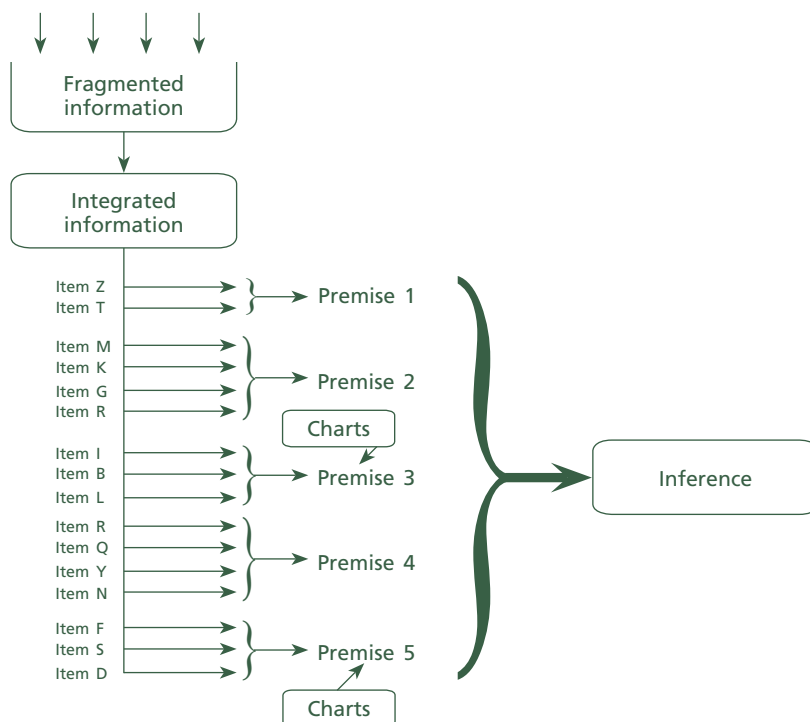 Fragmented
information
Integrated
information
Item Z
Item T
Premise 1
Item M
Item K
Item G
Item R
Premise 2
Charts
Item I
Item B
Item L
Premise 3
Inference
Item R
Item Q
Item Y
Item N
Premise 4
Item F
Item S
Item D
Premise 5
Charts